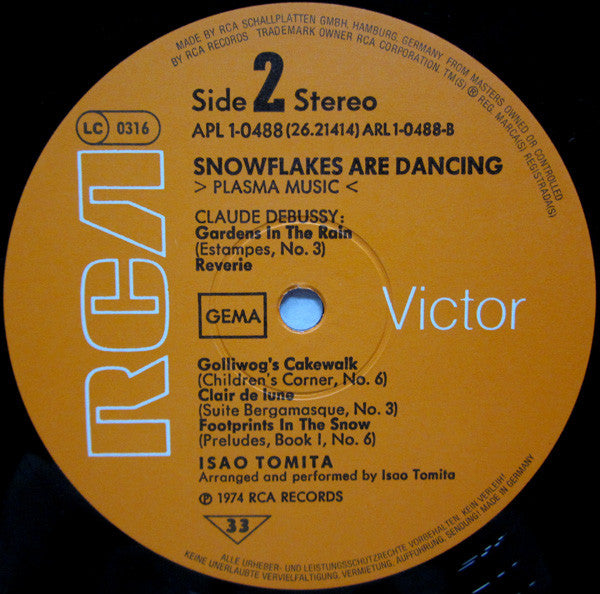 MADE BY RCA SCHALLPLATTEN GMBH, HAMBURG, GERMANY, FROM MASTERS OWNED OR CONTROLLED
BY RCA RECORDS TRADEMARK OWNER RCA CORPORATION. TM(S) ® REG. MARCA(S) REGISTRADA(S)
Side 2 Stereo
LC 0316
APL 1-0488 (26.21414) ARL 1-0488-B
SNOWFLAKES ARE DANCING
> PLASMA MUSIC <
CLAUDE DEBUSSY:
Gardens In The Rain
(Estampes, No. 3)
Reverie
RCA
GEMA
Victor
Golliwog's Cakewalk
(Children's Corner, No. 6)
Clair de lune
(Suite Bergamasque, No. 3)
Footprints In The Snow
(Preludes, Book I, No. 6)
ISAO TOMITA
Arranged and performed by Isao Tomita
℗ 1974 RCA RECORDS
33
ALLE URHEBER- UND LEISTUNGSSCHUTZRECHTE VORBEHALTEN. KEIN VERLEIH!
KEINE UNERLAUBTE VERVIELFÄLTIGUNG, VERMIETUNG, AUFFÜHRUNG, SENDUNG! MADE IN GERMANY